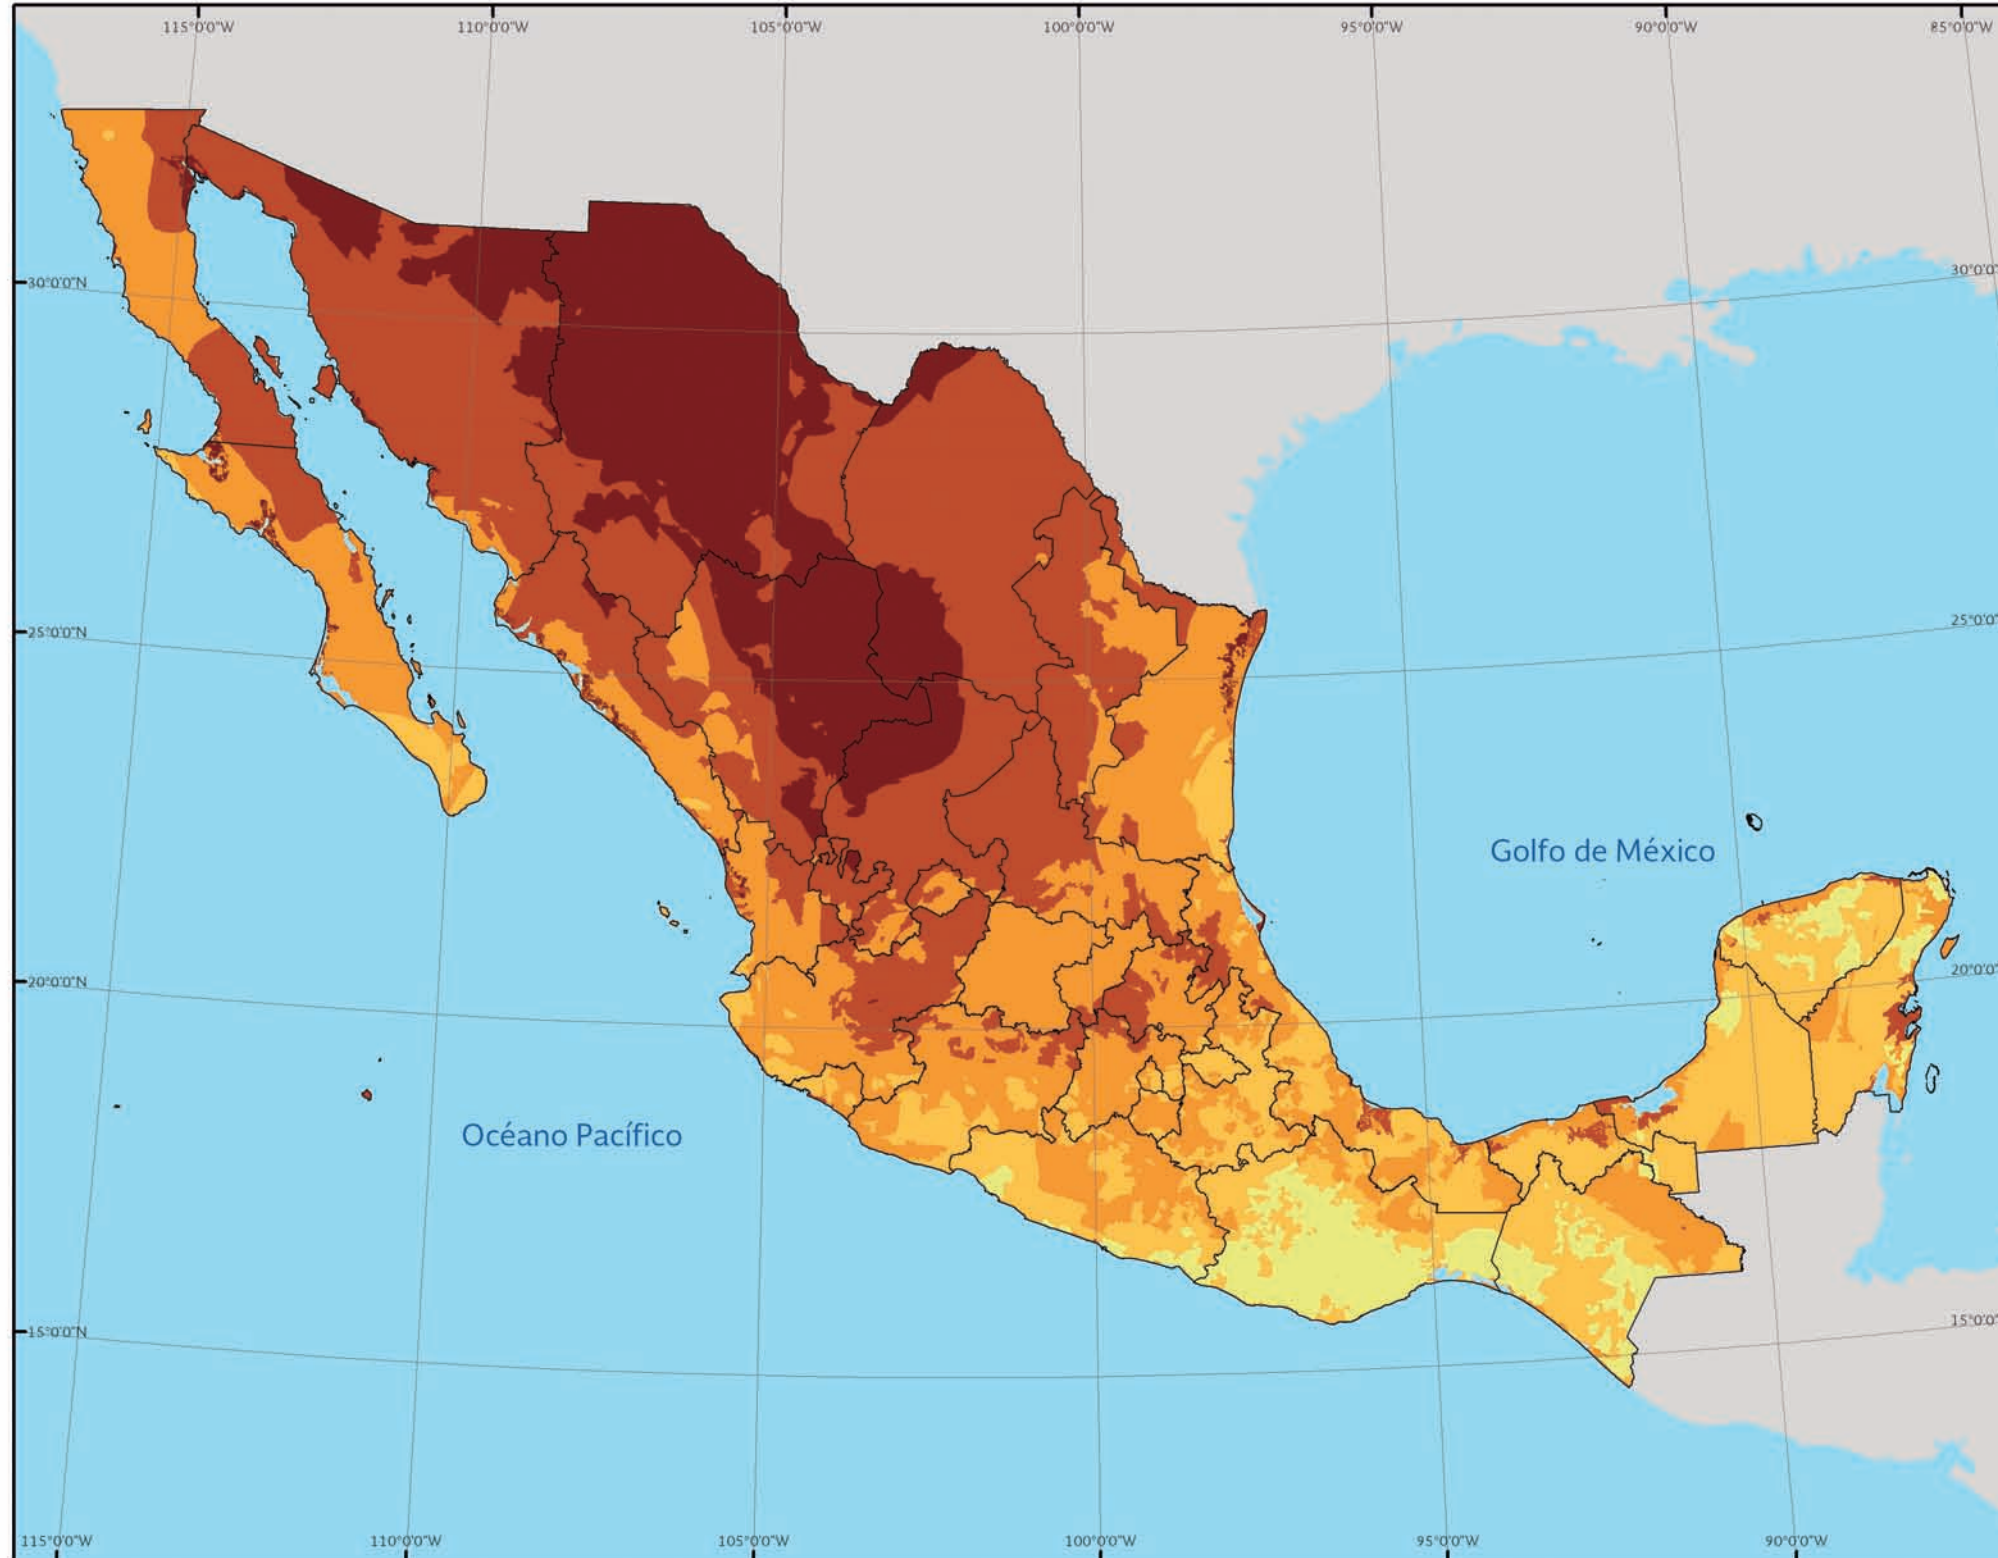 115°0'0"W 110°0'0"W 105°0'0"W 100°0'0"W 95°0'0"W 90°0'0"W 85°0'0"W
30°0'0"N 30°0'0"
25°0'0"N 25°0'0"
Golfo de México
20°0'0"N 20°0'0"
Océano Pacífico
15°0'0"N 15°0'0"
115°0'0"W 110°0'0"W 105°0'0"W 100°0'0"W 95°0'0"W 90°0'0"W